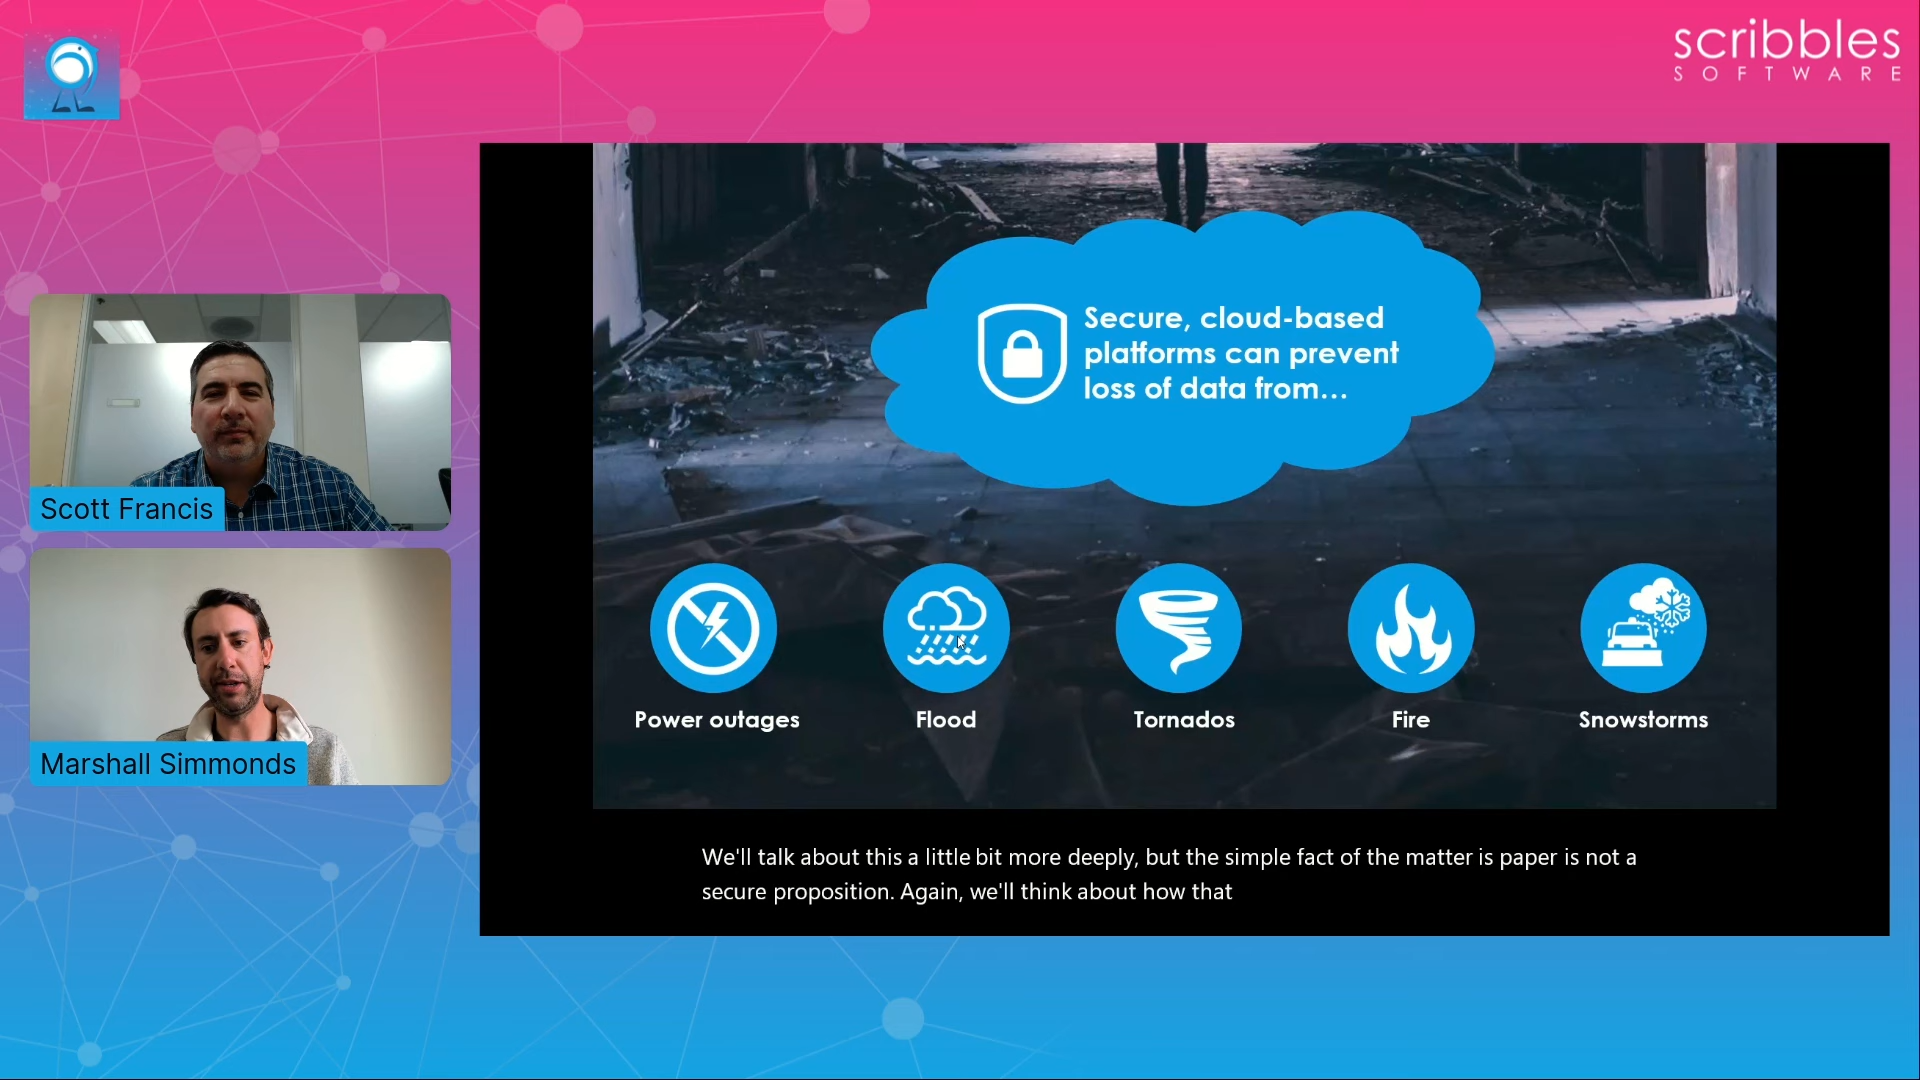 scribbles
SOFTWARE
Secure, cloud-based
platforms can prevent
loss of data from...
Scott Francis
Marshall Simmonds
Power outages
Flood
Tornados
Fire
Snowstorms
We'll talk about this a little bit more deeply, but the simple fact of the matter is paper is not a
secure proposition. Again, we'll think about how that